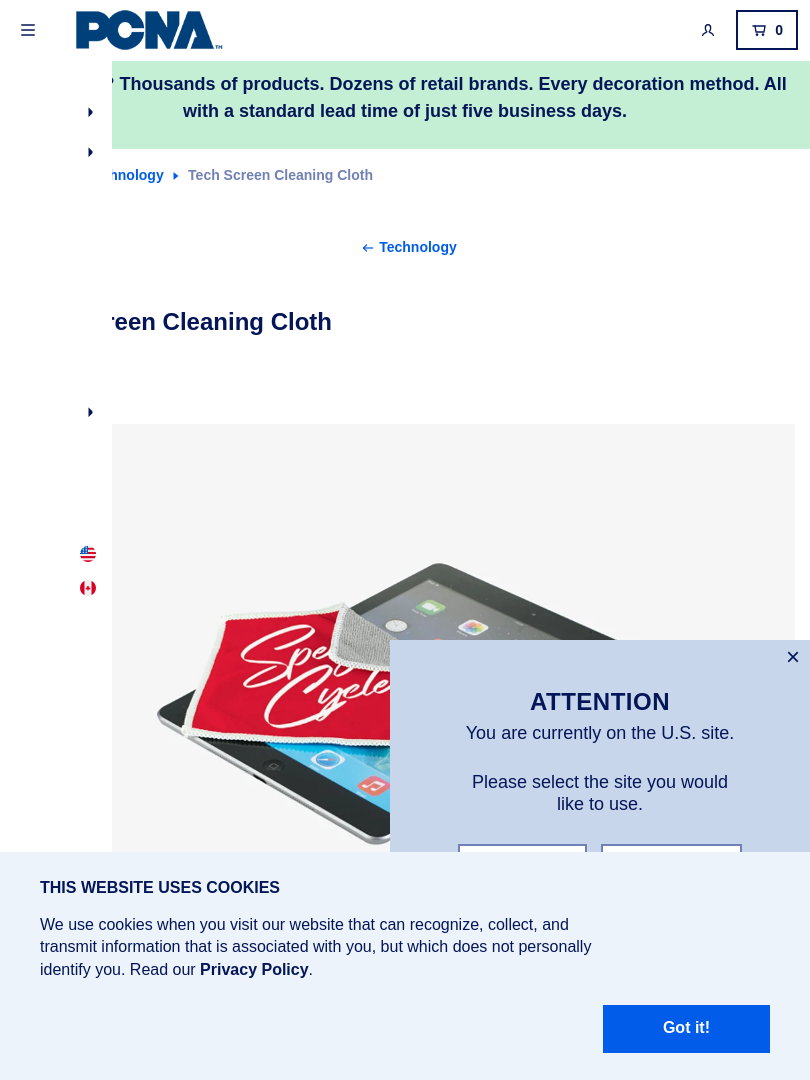 PCNA™
0
? Thousands of products. Dozens of retail brands. Every decoration method. All
with a standard lead time of just five business days.
hnology
Tech Screen Cleaning Cloth
Technology
reen Cleaning Cloth
ATTENTION
You are currently on the U.S. site.
Please select the site you would
like to use.
THIS WEBSITE USES COOKIES
We use cookies when you visit our website that can recognize, collect, and
transmit information that is associated with you, but which does not personally
identify you. Read our Privacy Policy.
Got it!